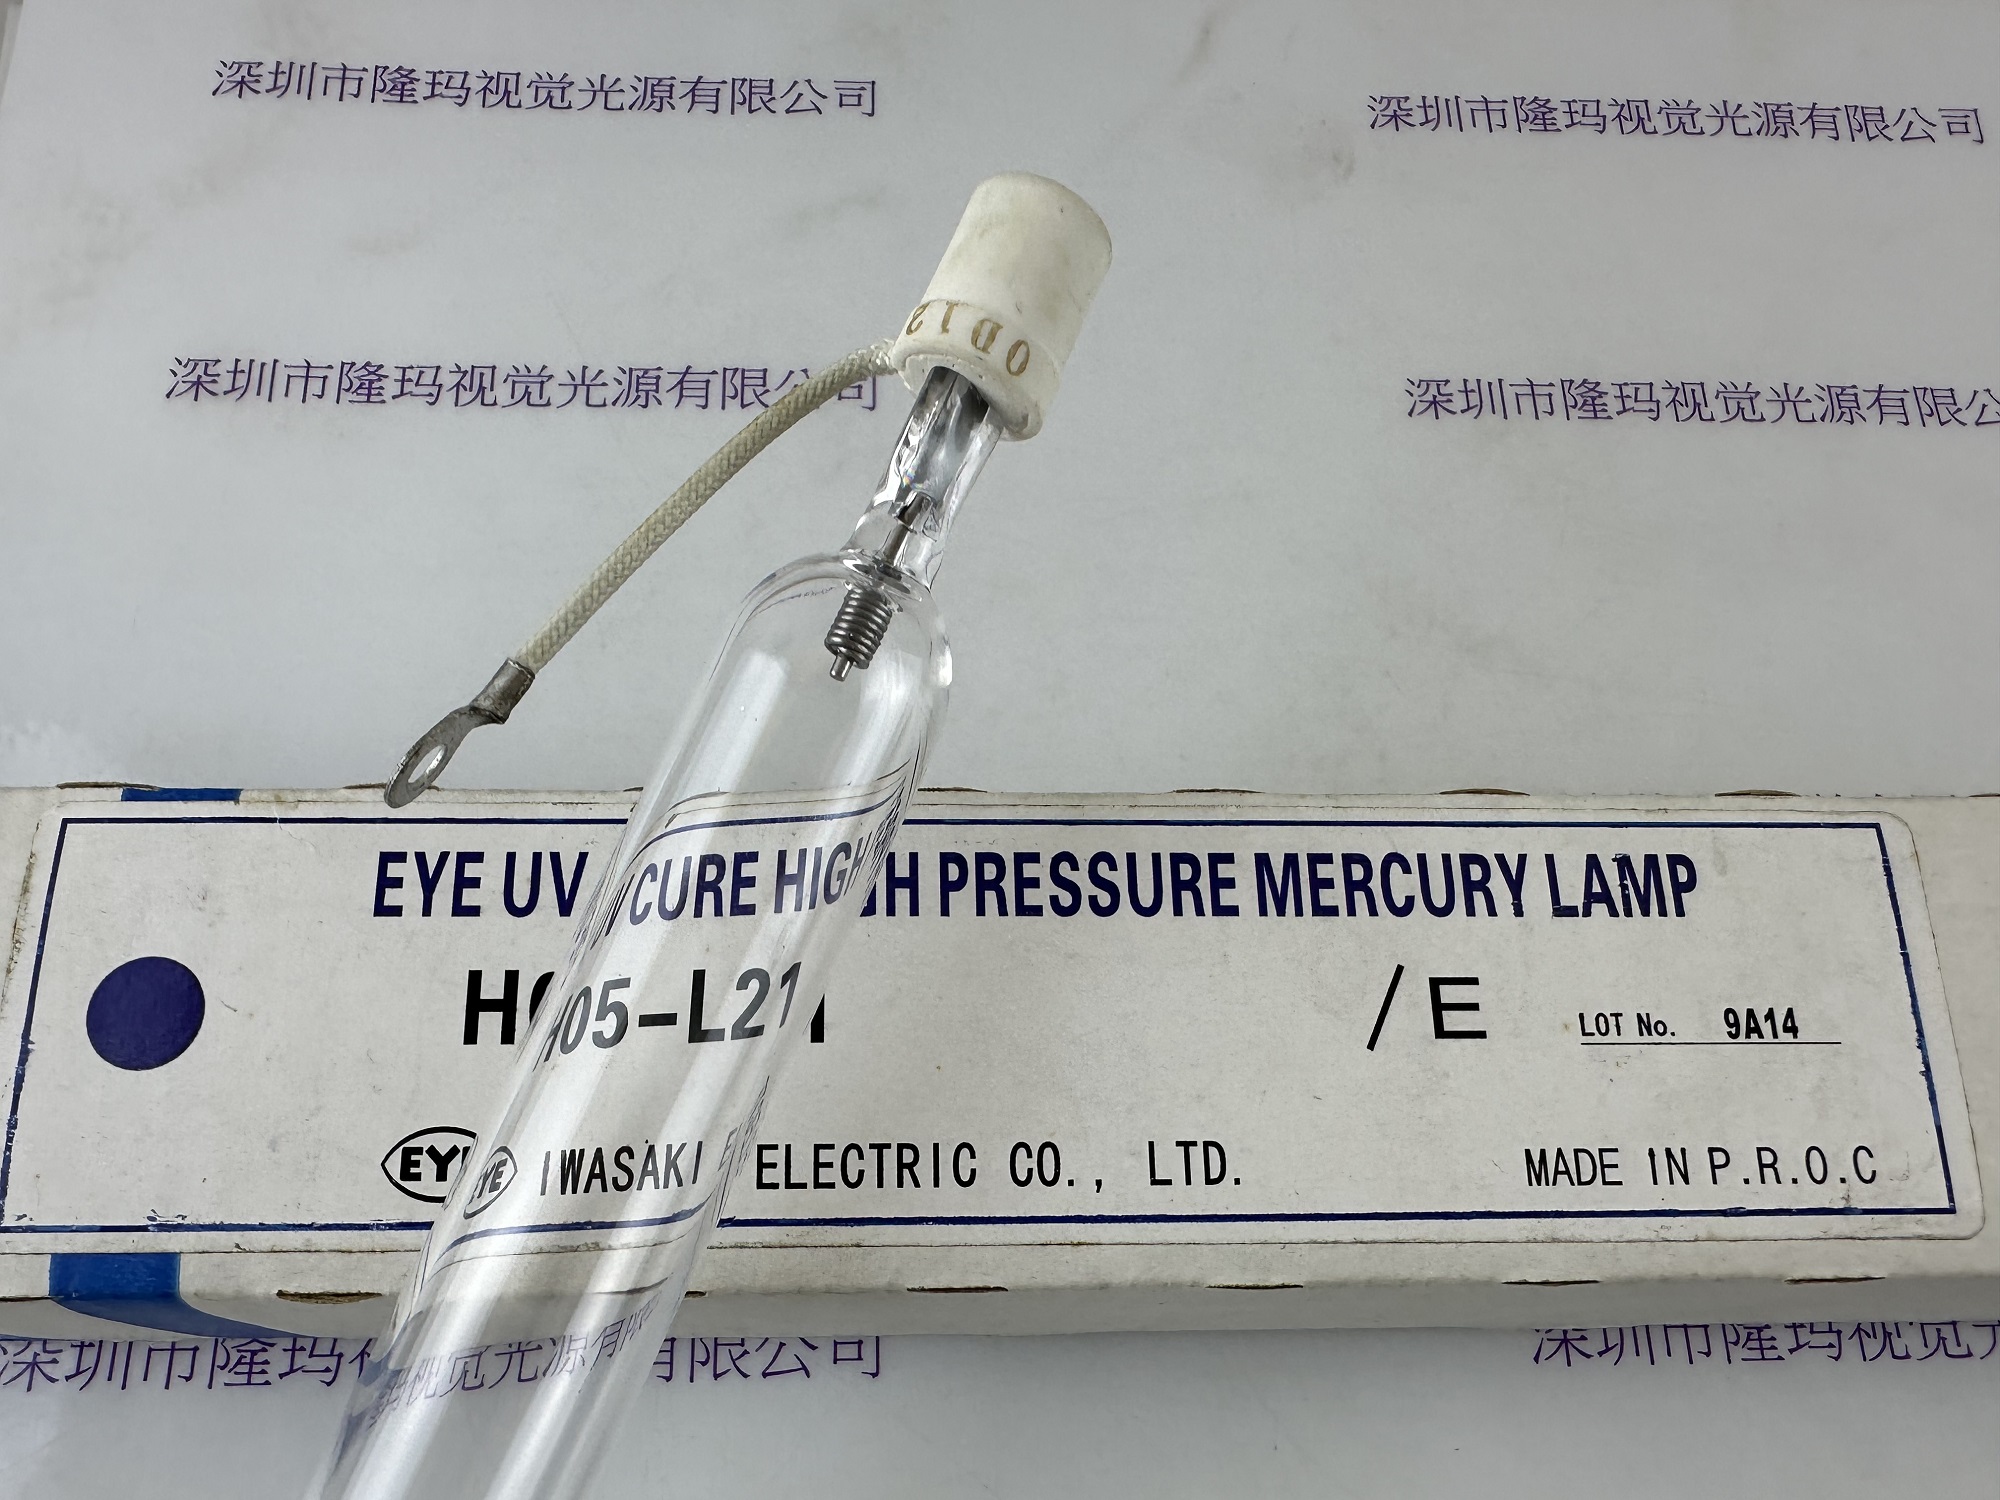 深圳市隆玛视觉光源有限公司
深圳市隆玛视觉光源有限公司
0D12
深圳市隆玛视觉光源有限公司
深圳市隆玛视觉光源有限公
EYE UV CURE HIGH PRESSURE MERCURY LAMP
H05-L21 /E LOT No. 9A14
EYE IWASAKI ELECTRIC CO., LTD. MADE IN P.R.O.C
深圳市隆玛视觉光源有限公司
深圳市隆玛视觉光